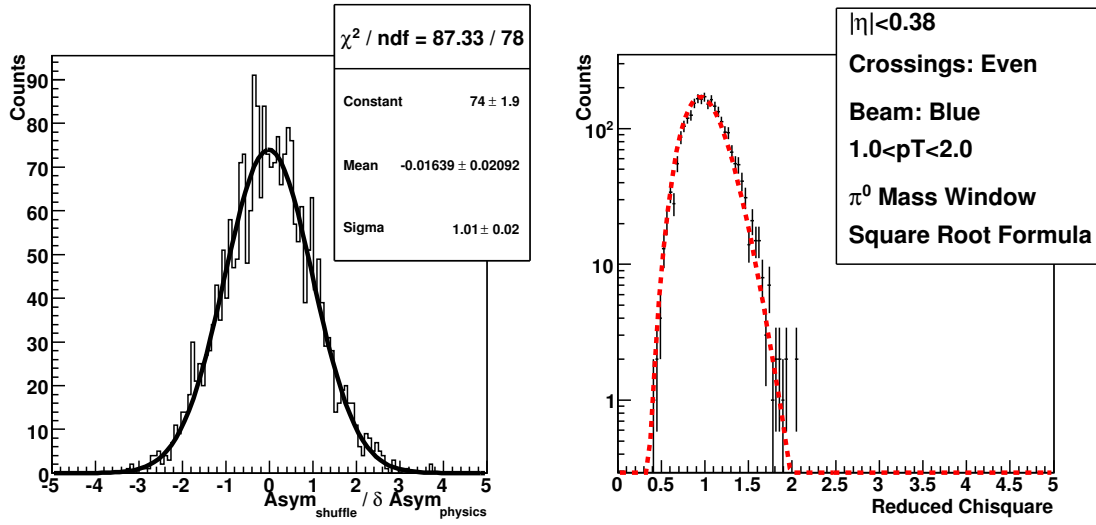 χ² / ndf = 87.33 / 78
Constant 74 ± 1.9
Mean -0.01639 ± 0.02092
Sigma 1.01 ± 0.02
Counts
90
80
70
60
50
40
30
20
10
0
-5 -4 -3 -2 -1 0 1 2 3 4 5
Asym_shuffle / δ Asym_physics
|η|<0.38
Crossings: Even
Beam: Blue
1.0<pT<2.0
π⁰ Mass Window
Square Root Formula
Counts
10²
10
1
0 0.5 1 1.5 2 2.5 3 3.5 4 4.5 5
Reduced Chisquare